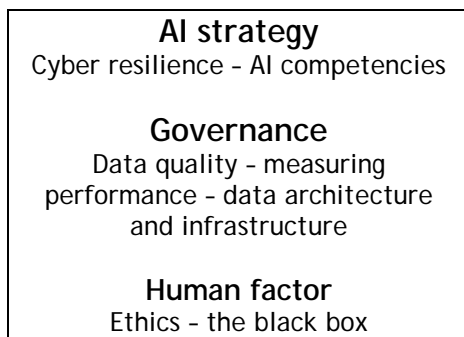 AI strategy
Cyber resilience – AI competencies
Governance
Data quality – measuring
performance – data architecture
and infrastructure
Human factor
Ethics – the black box